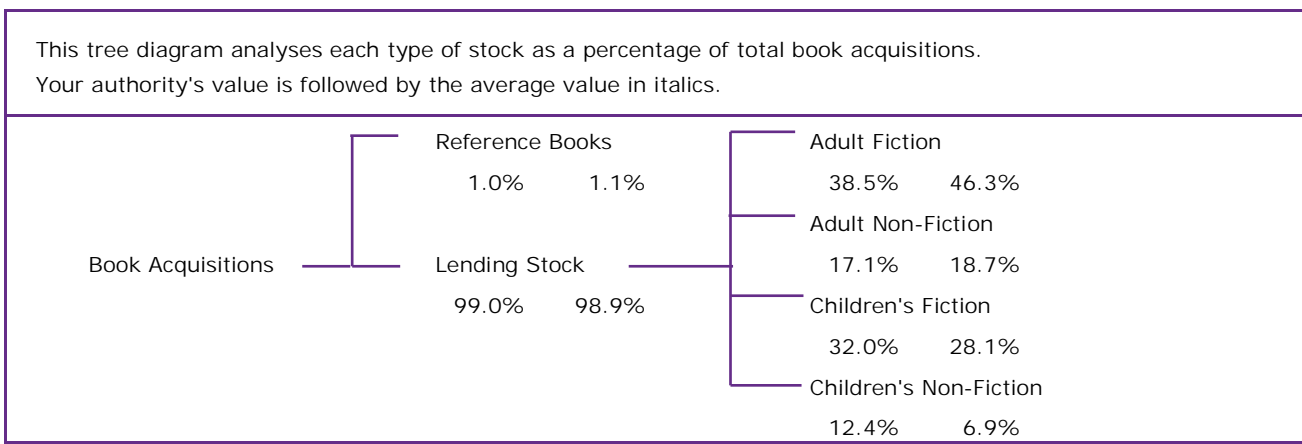 This tree diagram analyses each type of stock as a percentage of total book acquisitions.
Your authority's value is followed by the average value in italics.
Reference Books
1.0% 1.1%
Book Acquisitions
Lending Stock
99.0% 98.9%
Adult Fiction
38.5% 46.3%
Adult Non-Fiction
17.1% 18.7%
Children's Fiction
32.0% 28.1%
Children's Non-Fiction
12.4% 6.9%